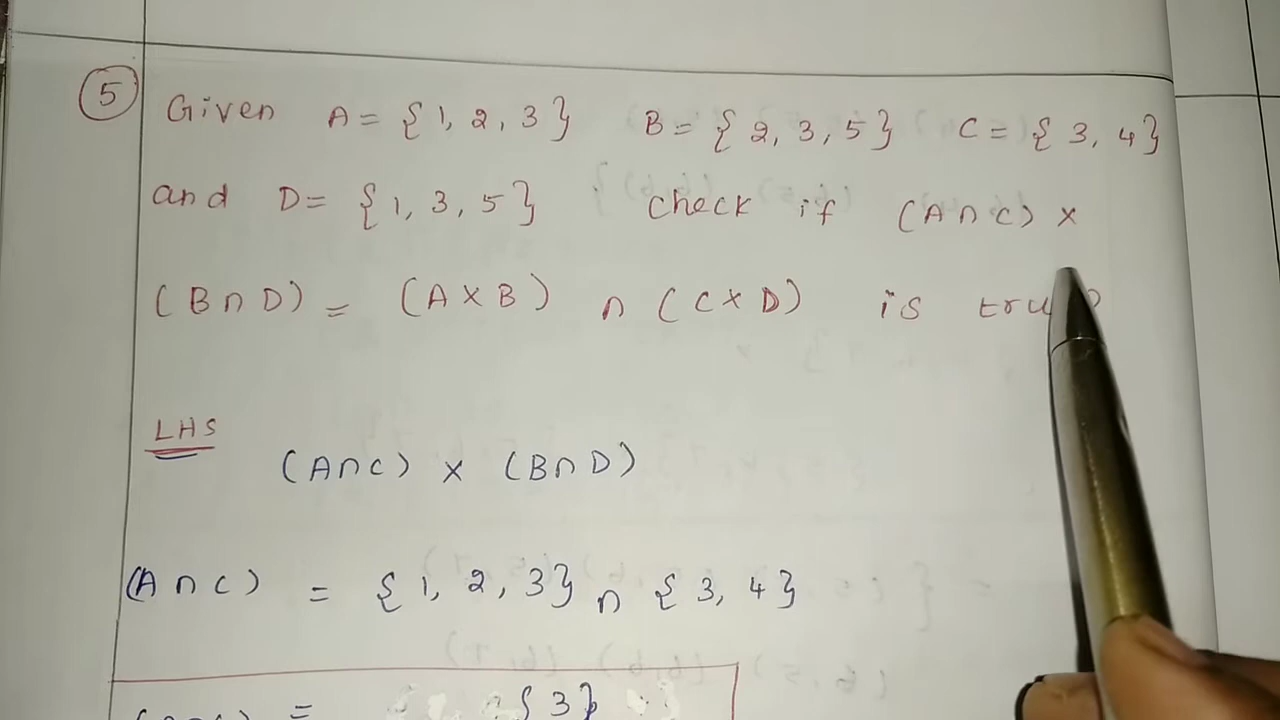 5 Given A = {1, 2, 3} B = {2, 3, 5} C = {3, 4}
and D = {1, 3, 5} check if (A ∩ C) ×
(B ∩ D) = (A × B) ∩ (C × D) is tru
LHS
(A∩C) × (B∩D)
(A ∩ C) = {1, 2, 3} ∩ {3, 4}
= {3}